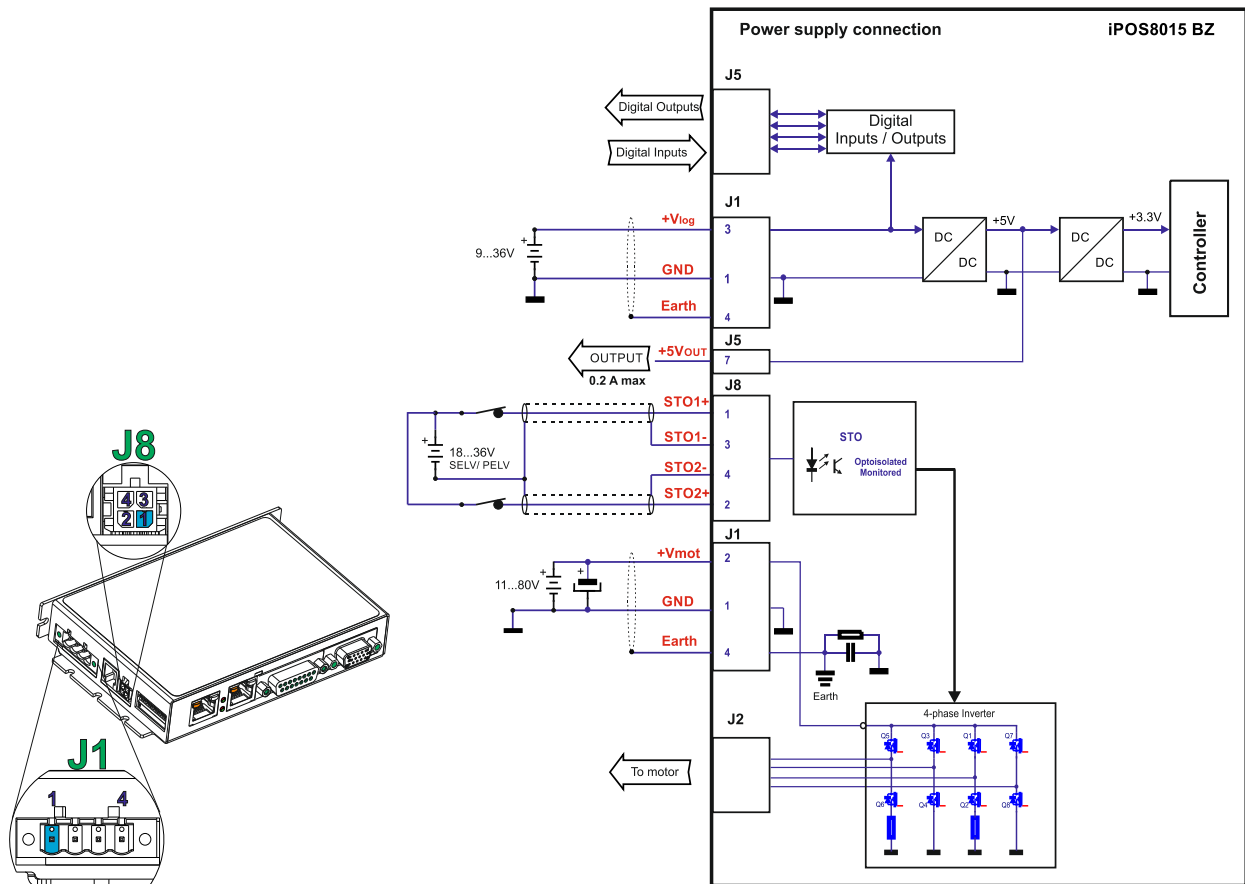 Power supply connection
iPOS8015 BZ
J5
Digital Outputs
Digital Inputs
Digital
Inputs / Outputs
J1
+Vlog
3
9...36V
+
GND
1
Earth
4
DC
DC
+5V
DC
DC
+3.3V
Controller
J5
+5VOUT
7
OUTPUT
0.2 A max
J8
STO1+
1
STO1-
3
STO2-
4
STO2+
2
+
18...36V
SELV/ PELV
STO
Optoisolated
Monitored
J1
+Vmot
2
11...80V
+
+
GND
1
Earth
4
Earth
J2
To motor
4-phase Inverter
Q5
Q3
Q1
Q7
Q6
Q4
Q2
Q8
J8
4 3
2 1
J1
1 4